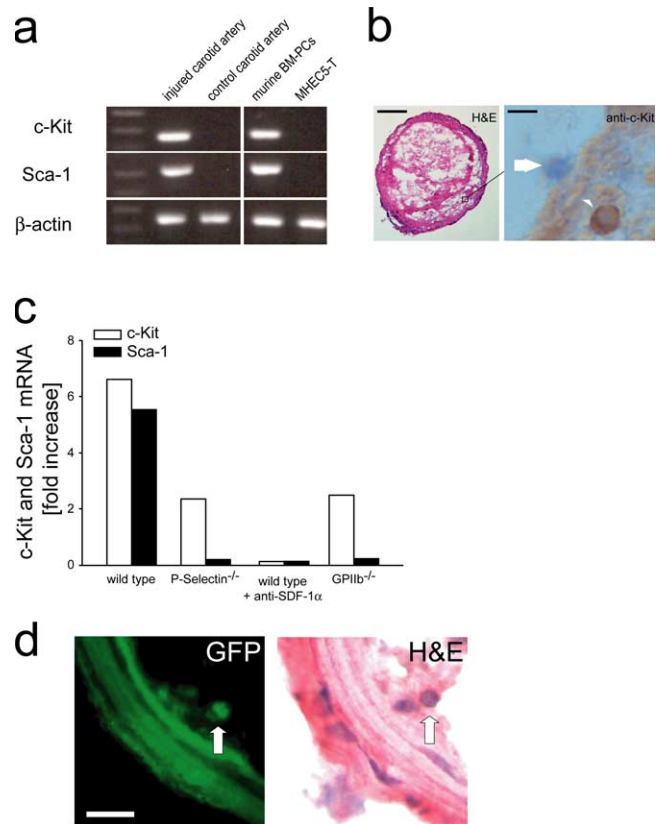 a
injured carotid artery
control carotid artery
murine BM-PCs
MHEC5-T
c-Kit
Sca-1
β-actin
b
H&E
anti-c-Kit
c
c-Kit
Sca-1
c-Kit and Sca-1 mRNA
[fold increase]
8
6
4
2
0
wild type
P-Selectin-/-
wild type
+ anti-SDF-1α
GPIIb-/-
d
GFP
H&E